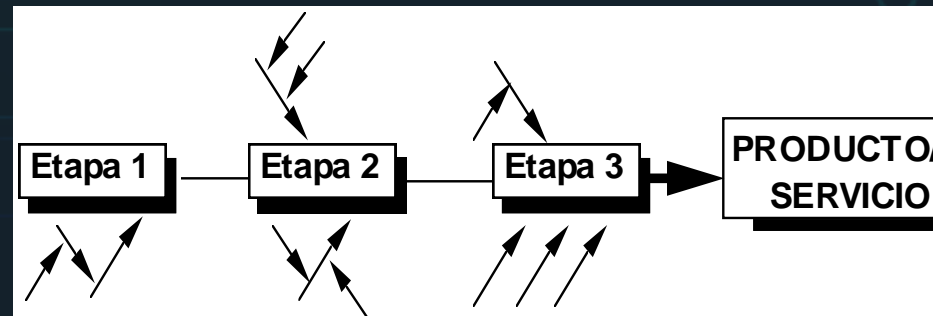 Etapa 1
Etapa 2
Etapa 3
PRODUCTO/
SERVICIO